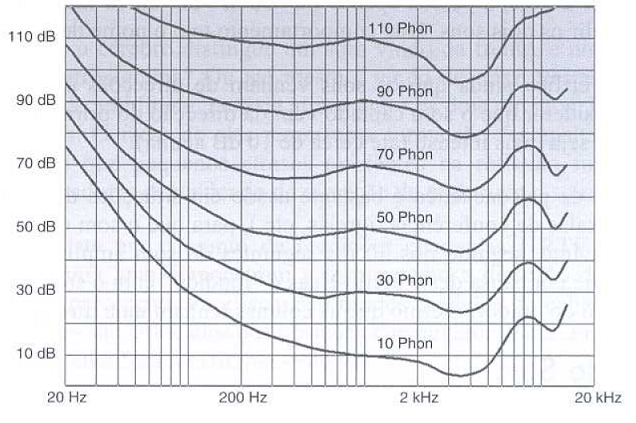 110 Phon
110 dB
90 Phon
90 dB
70 Phon
70 dB
50 Phon
50 dB
30 Phon
30 dB
10 Phon
10 dB
20 Hz 200 Hz 2 kHz 20 kHz